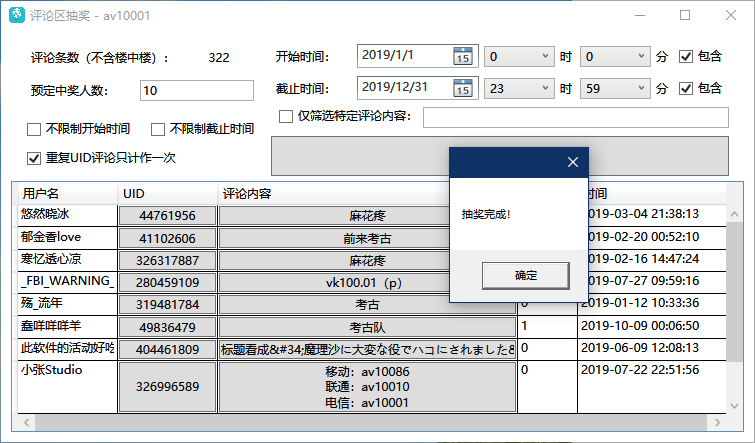 评论区抽奖 - av10001
评论条数（不含楼中楼）： 322
开始时间： 2019/1/1 15 0 时 0 分 包含
预定中奖人数： 10
截止时间： 2019/12/31 15 23 时 59 分 包含
不限制开始时间 不限制截止时间
仅筛选特定评论内容：
重复UID评论只计作一次
用户名 UID 评论内容 时间
悠然晓冰 44761956 麻花疼 2019-03-04 21:38:13
郁金香love 41102606 前来考古 2019-02-20 00:52:10
寒忆透心凉 326317887 麻花疼 2019-02-16 14:47:24
_FBI_WARNING_ 280459109 vk100.01（p） 2019-07-27 09:59:16
殇_流年 319481784 考古 0 2019-01-12 10:33:36
鑫咩咩咩羊 49836479 考古队 1 2019-10-09 00:06:50
此软件的活动好吃 404461809 标题看成&#34;魔理沙に大変な役でハコにされました& 0 2019-06-09 12:08:13
小张Studio 326996589 移动：av10086 0 2019-07-22 22:51:56
联通：av10010
电信：av10001
抽奖完成！
确定